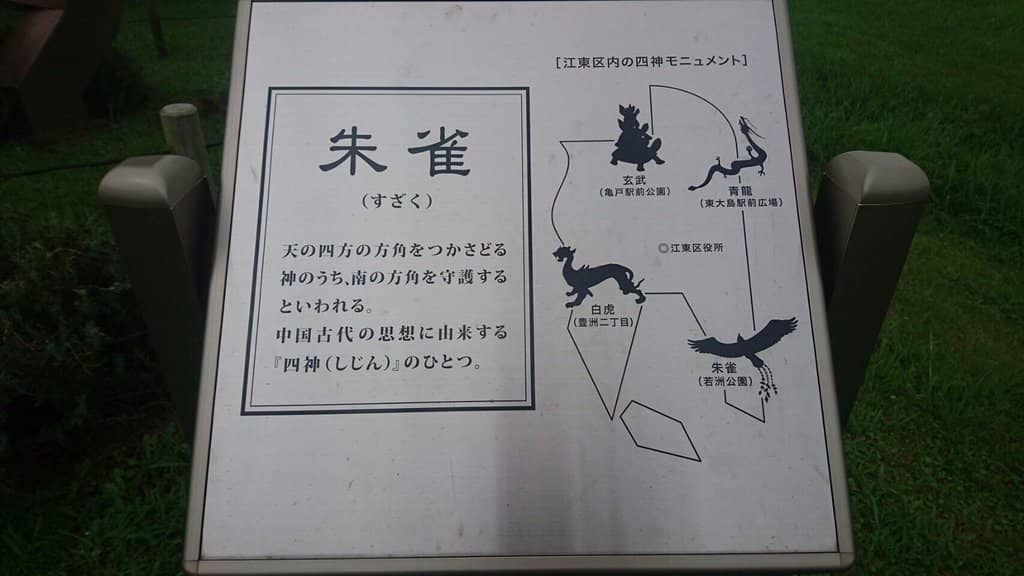 朱雀
(すざく)
天の四方の方角をつかさどる
神のうち、南の方角を守護する
といわれる。
中国古代の思想に由来する
『四神(しじん)』のひとつ。
[江東区内の四神モニュメント]
玄武
(亀戸駅前公園)
青龍
(東大島駅前広場)
◎江東区役所
白虎
(豊洲二丁目)
朱雀
(若洲公園)